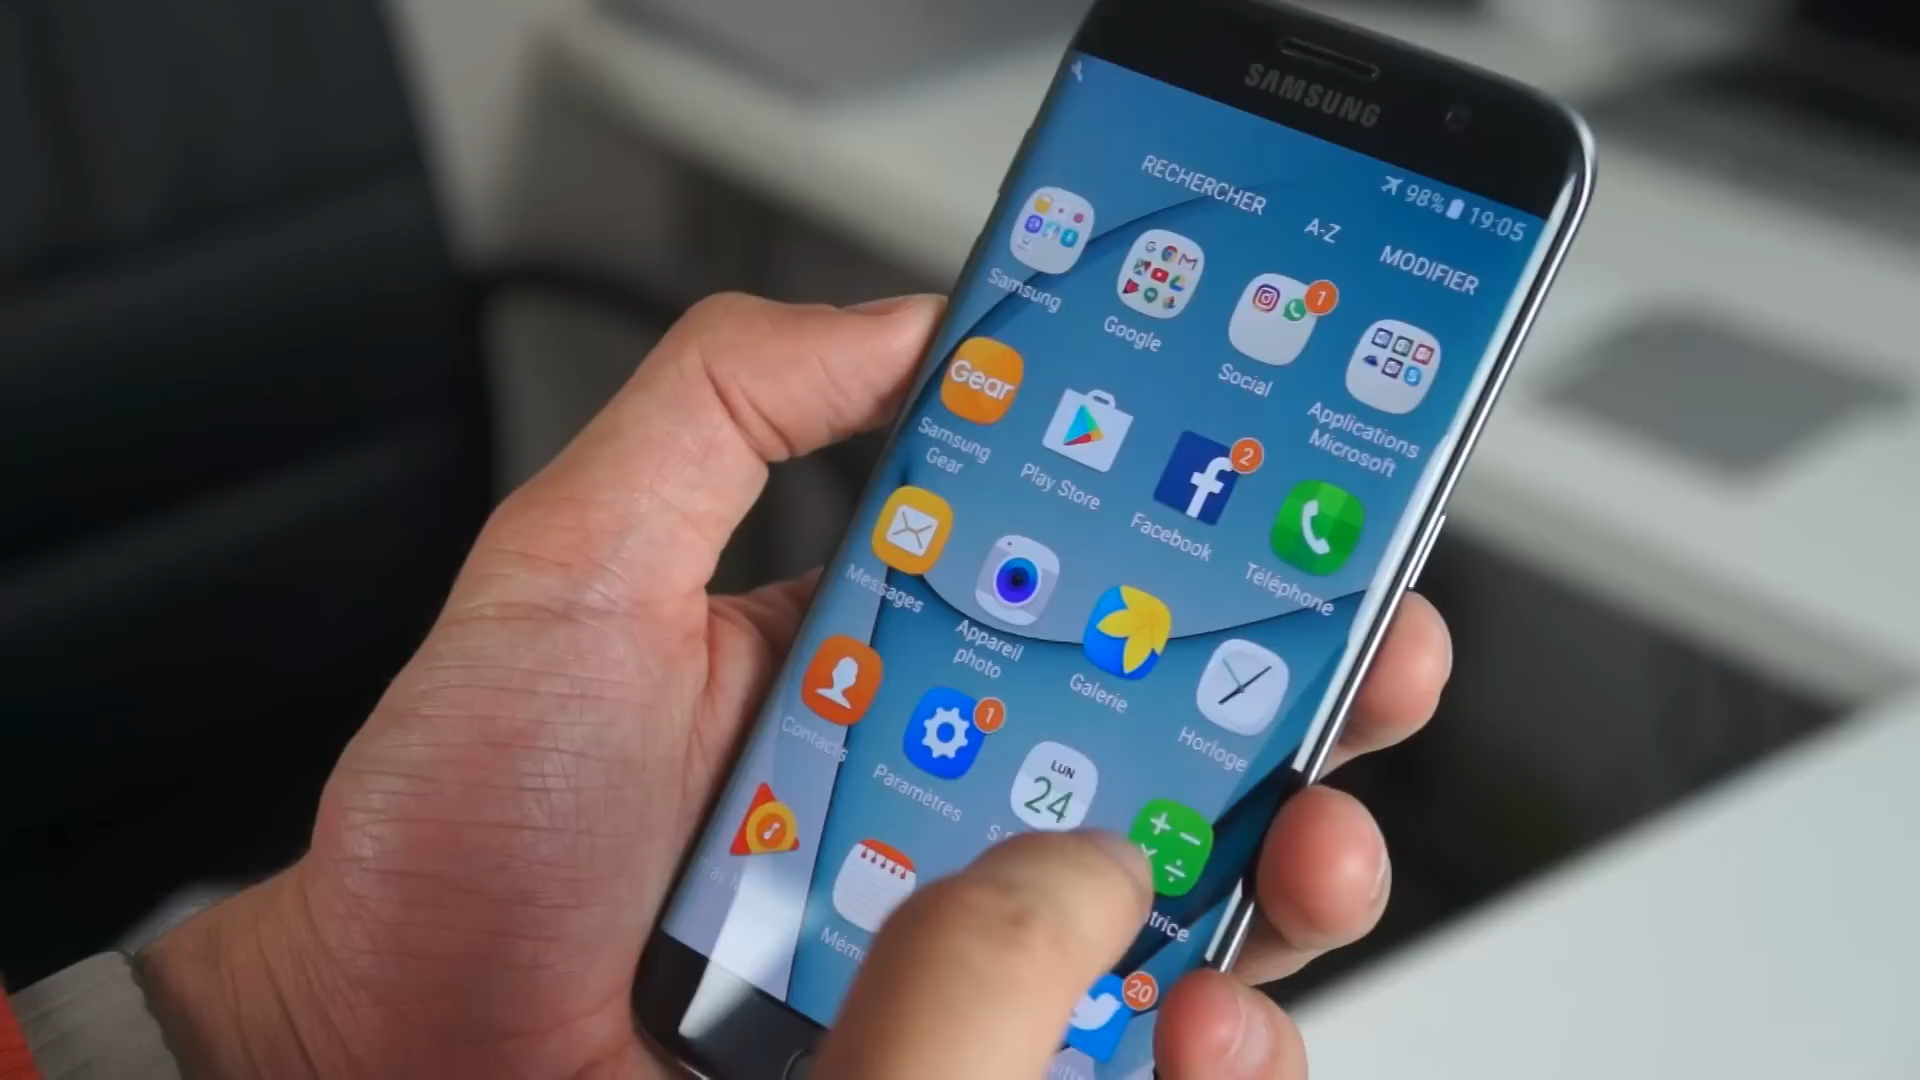 SAMSUNG
98% 19:05
RECHERCHER
A-Z
MODIFIER
Samsung
Google
1
Social
Applications
Microsoft
Gear
Samsung
Gear
Play Store
2
Facebook
Téléphone
Messages
Appareil
photo
Galerie
Horloge
Contacts
1
Paramètres
LUN
24
20